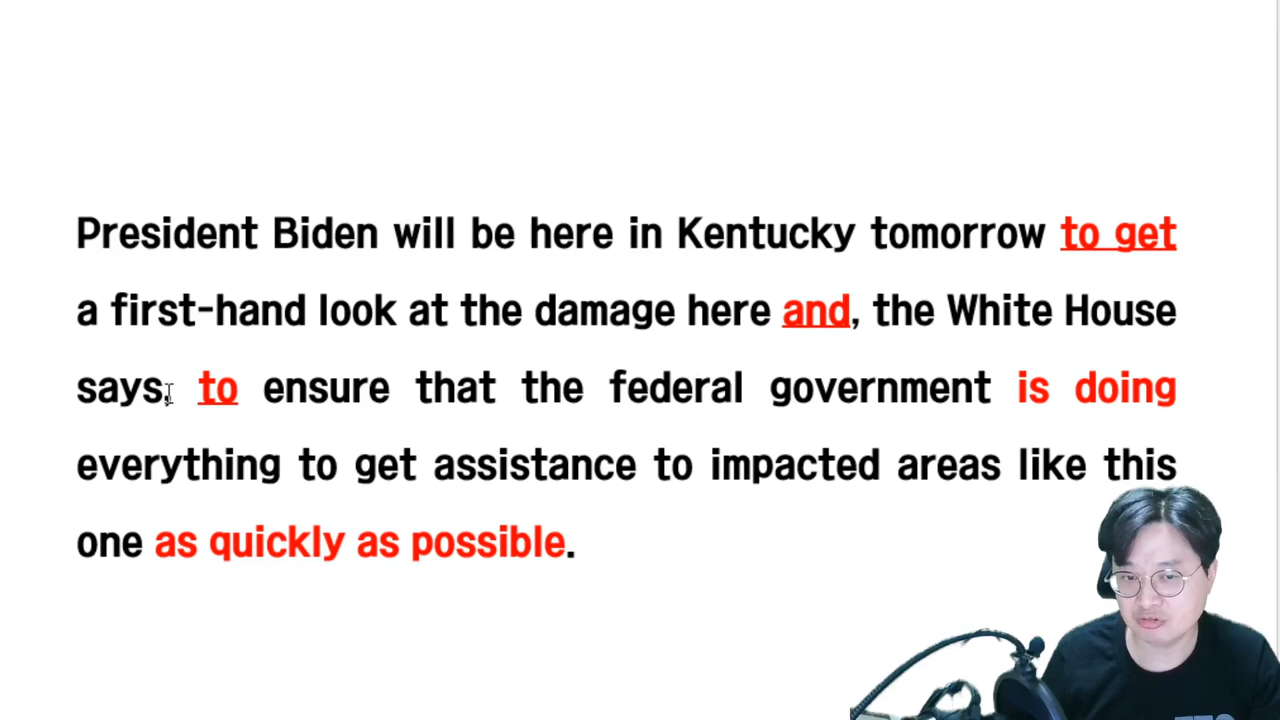 President Biden will be here in Kentucky tomorrow to get
a first-hand look at the damage here and, the White House
says, to ensure that the federal government is doing
everything to get assistance to impacted areas like this
one as quickly as possible.